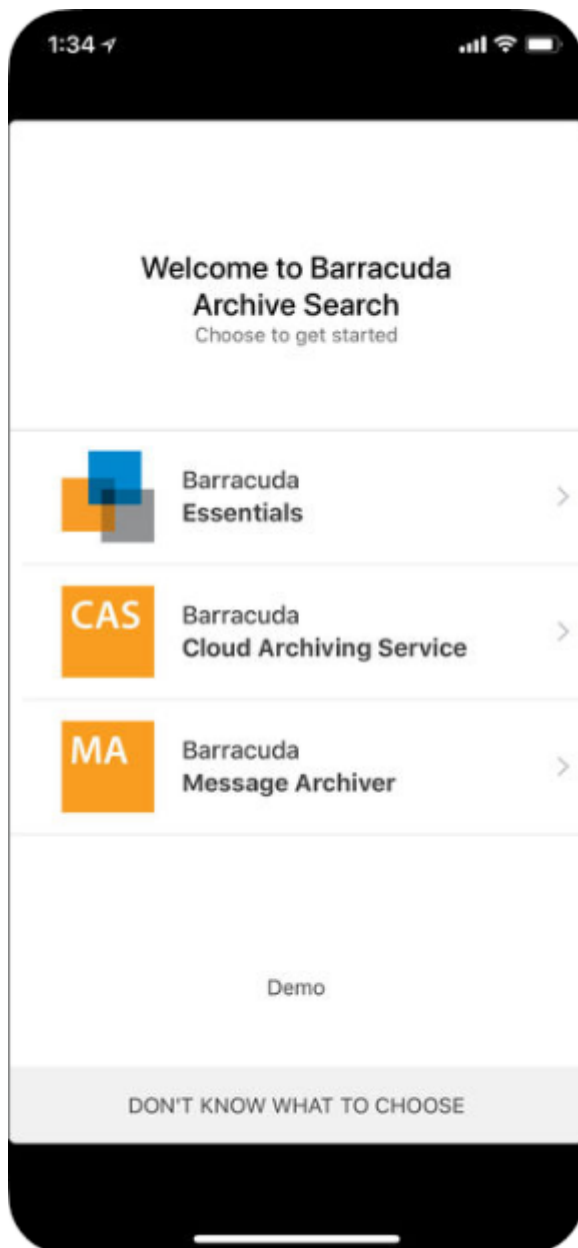 1:34
Welcome to Barracuda
Archive Search
Choose to get started
Barracuda
Essentials
CAS
Barracuda
Cloud Archiving Service
MA
Barracuda
Message Archiver
Demo
DON'T KNOW WHAT TO CHOOSE